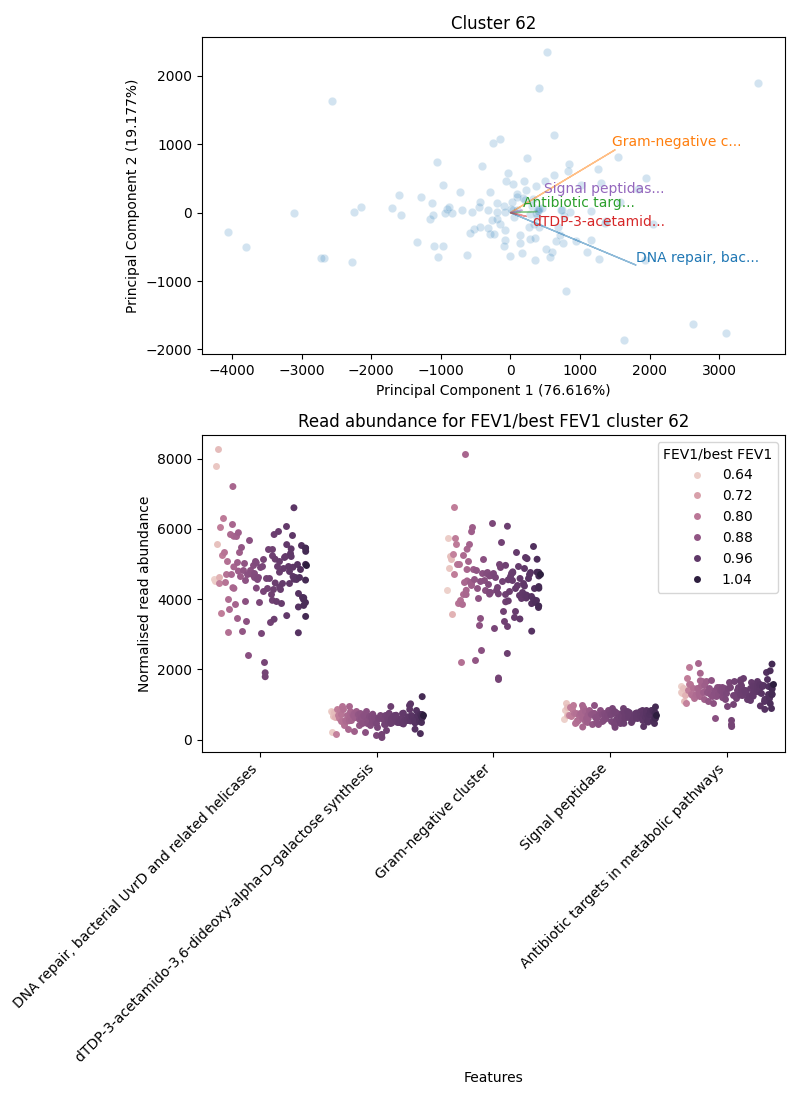 Cluster 62
Principal Component 2 (19.177%)
2000
1000
0
−1000
−2000
Gram-negative c...
Signal peptidas...
Antibiotic targ...
dTDP-3-acetamid...
DNA repair, bac...
−4000 −3000 −2000 −1000 0 1000 2000 3000
Principal Component 1 (76.616%)
Read abundance for FEV1/best FEV1 cluster 62
Normalised read abundance
8000
6000
4000
2000
0
FEV1/best FEV1
0.64
0.72
0.80
0.88
0.96
1.04
DNA repair, bacterial UvrD and related helicases
dTDP-3-acetamido-3,6-dideoxy-alpha-D-galactose synthesis
Gram-negative cluster
Signal peptidase
Antibiotic targets in metabolic pathways
Features